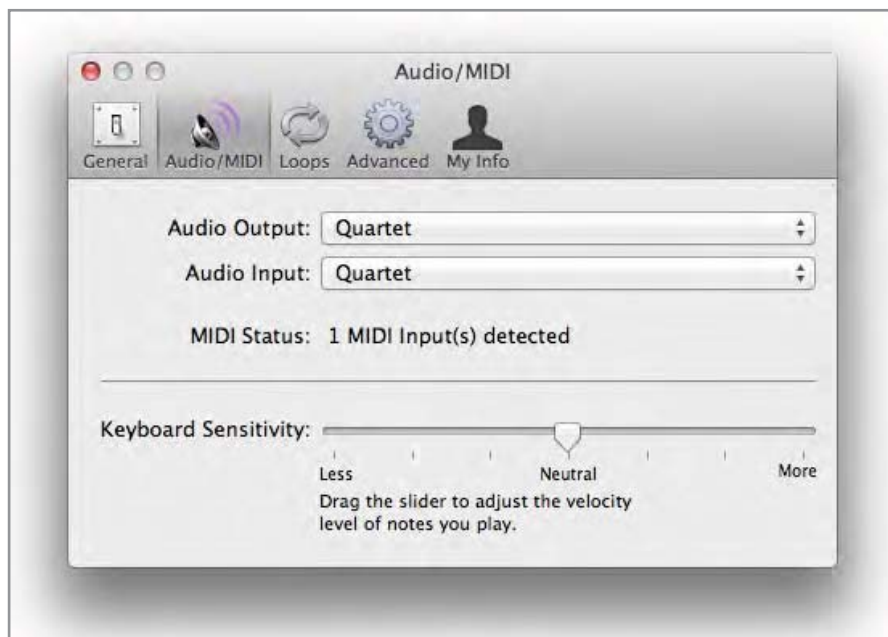 Audio/MIDI
General
Audio/MIDI
Loops
Advanced
My Info
Audio Output: Quartet
Audio Input: Quartet
MIDI Status: 1 MIDI Input(s) detected
Keyboard Sensitivity:
Less
Neutral
More
Drag the slider to adjust the velocity
level of notes you play.